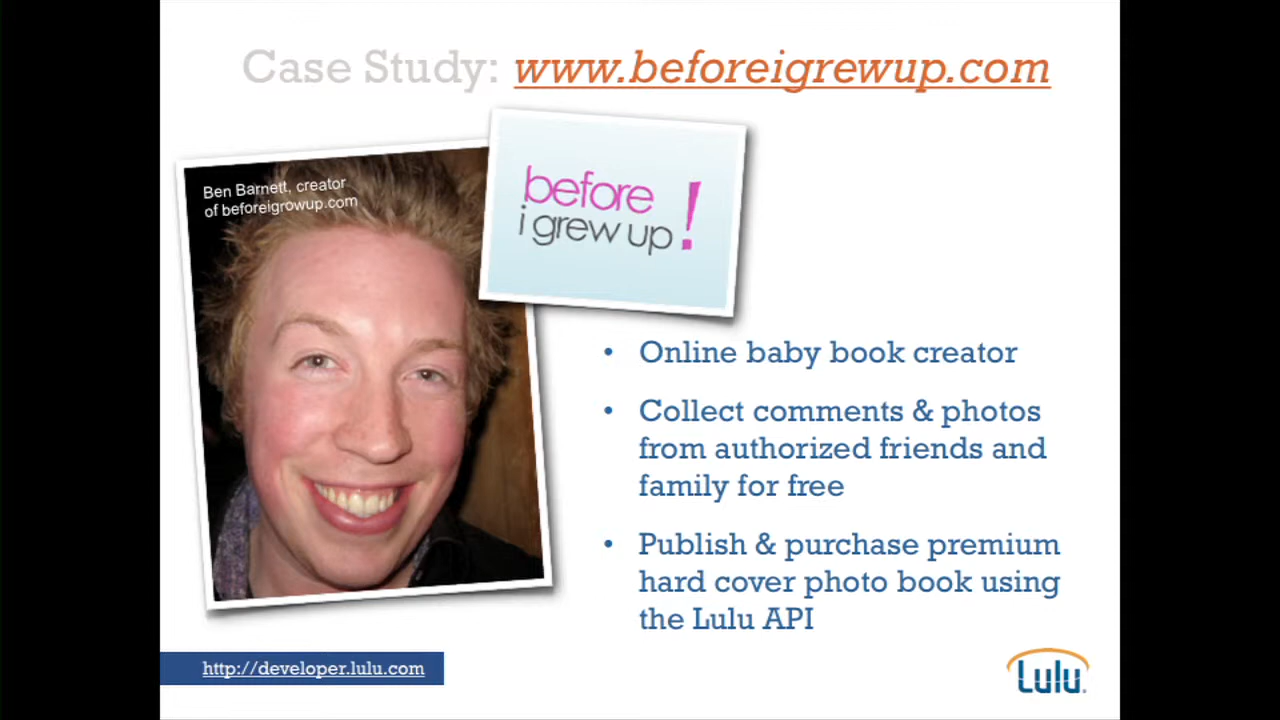 Case Study: www.beforeigrewup.com
Ben Barnett, creator
of beforeigrowup.com
before
i grew up !
• Online baby book creator
• Collect comments & photos
from authorized friends and
family for free
• Publish & purchase premium
hard cover photo book using
the Lulu API
http://developer.lulu.com
Lulu